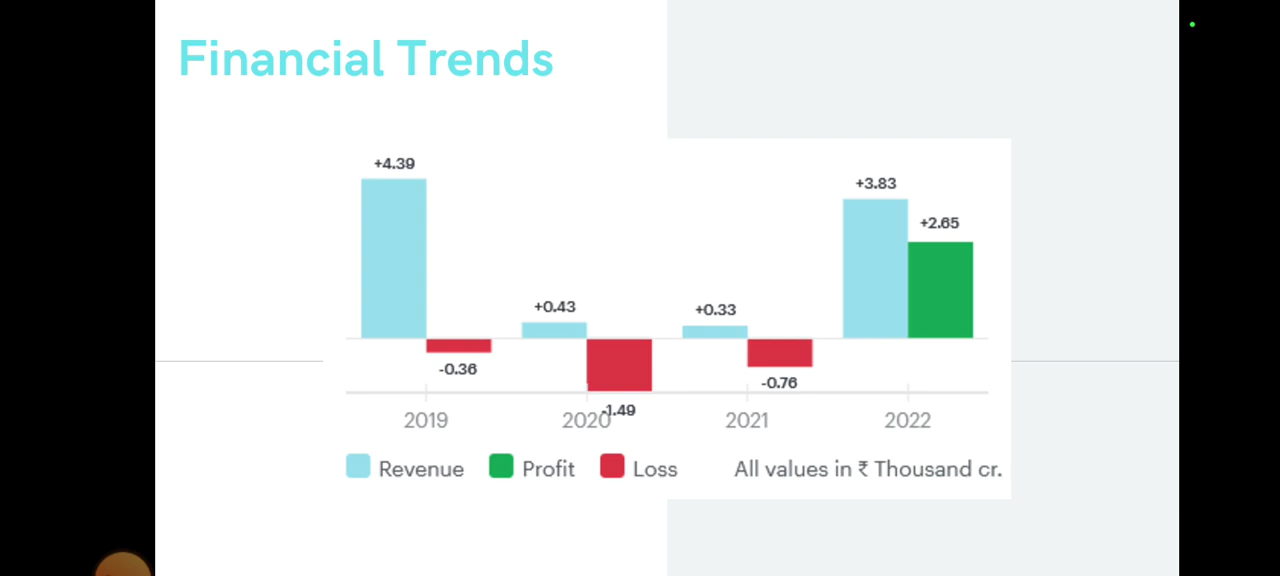 Financial Trends
+4.39
+3.83
+2.65
+0.43
+0.33
-0.36
-0.76
-1.49
2019 2020 2021 2022
Revenue Profit Loss All values in ₹ Thousand cr.